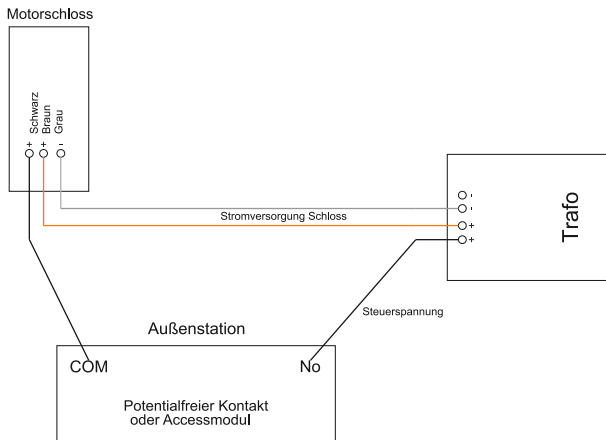 Motorschloss
+ Schwarz
+ Braun
- Grau
-
-
+
+
Trafo
Stromversorgung Schloss
Steuerspannung
Außenstation
COM
No
Potentialfreier Kontakt
oder Accessmodul